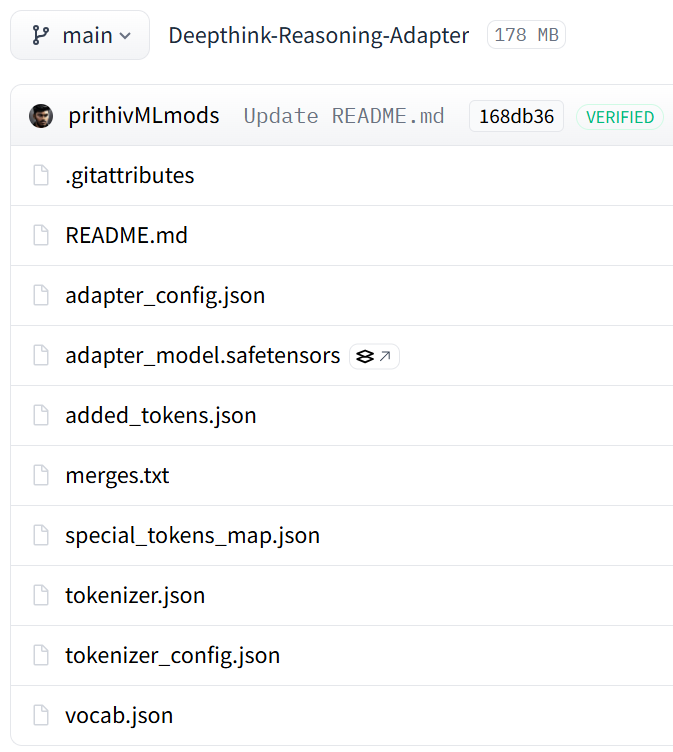 main Deepthink-Reasoning-Adapter 178 MB
prithivMLmods Update README.md 168db36 VERIFIED
.gitattributes
README.md
adapter_config.json
adapter_model.safetensors
added_tokens.json
merges.txt
special_tokens_map.json
tokenizer.json
tokenizer_config.json
vocab.json